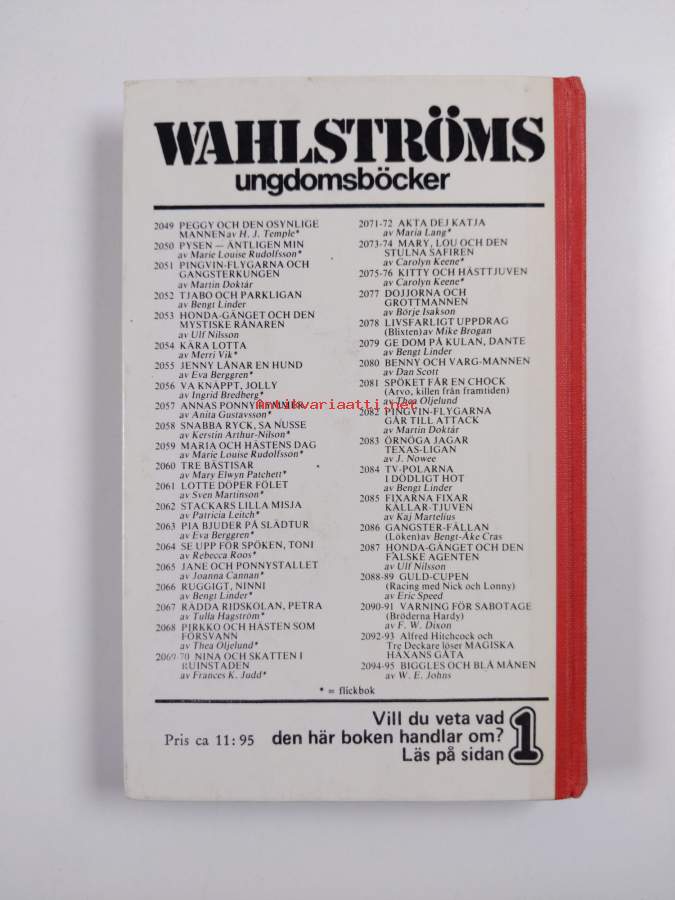 WAHLSTRÖMS
ungdomsböcker
2049 PEGGY OCH DEN OSYNLIGE
MANNEN av H. J. Temple*
2050 PYSEN — ÄNTLIGEN MIN
av Marie Louise Rudolfsson*
2051 PINGVIN-FLYGARNA OCH
GANGSTERKUNGEN
av Martin Doktár
2052 TJABO OCH PARKLIGAN
av Bengt Linder
2053 HONDA-GÄNGET OCH DEN
MYSTISKE RÅNAREN
av Ulf Nilsson
2054 KÄRA LOTTA
av Merri Vik*
2055 JENNY LÅNAR EN HUND
av Eva Berggren*
2056 VA KNÄPPT, JOLLY
av Ingrid Bredberg*
2057 ANNAS PONNY
av Anita Gustavsson*
2058 SNABBA RYCK, SA NUSSE
av Kerstin Arthur-Nilson*
2059 MARIA OCH HÄSTENS DAG
av Marie Louise Rudolfsson*
2060 TRE BÄSTISAR
av Mary Elwyn Patchett*
2061 LOTTE DÖPER FÖLET
av Sven Martinson*
2062 STACKARS LILLA MISJA
av Patricia Leitch*
2063 PIA BJUDER PÅ SLÄDTUR
av Eva Berggren*
2064 SE UPP FÖR SPÖKEN, TONI
av Rebecca Roos*
2065 JANE OCH PONNYSTALLET
av Joanna Cannan*
2066 RUGGIGT, NINNI
av Bengt Linder*
2067 RÄDDA RIDSKOLAN, PETRA
av Tulla Hagström*
2068 PIRKKO OCH HÄSTEN SOM
FÖRSVANN
av Thea Oljelund*
2069-70 NINA OCH SKATTEN I
RUINSTADEN
av Frances K. Judd*
2071-72 AKTA DEJ KATJA
av Maria Lang*
2073-74 MARY, LOU OCH DEN
STULNA SAFIREN
av Carolyn Keene*
2075-76 KITTY OCH HÄSTTJUVEN
av Carolyn Keene*
2077 DOJJORNA OCH
GROTTMANNEN
av Börje Isakson
2078 LIVSFARLIGT UPPDRAG
(Blixten) av Mike Brogan
2079 GE DOM PÅ KULAN, DANTE
av Bengt Linder
2080 BENNY OCH VARG-MANNEN
av Dan Scott
2081 SPÖKET FÅR EN CHOCK
(Arvo, killen från framtiden)
av Thea Oljelund
2082 PINGVIN-FLYGARNA
GÅR TILL ATTACK
av Martin Doktár
2083 ÖRNÖGA JAGAR
TEXAS-LIGAN
av J. Nowee
2084 TV-POLARNA
I DÖDLIGT HOT
av Bengt Linder
2085 FIXARNA FIXAR
KÄLLAR-TJUVEN
av Kaj Martelius
2086 GANGSTER-FÄLLAN
(Löken) av Bengt-Åke Cras
2087 HONDA-GÄNGET OCH DEN
FALSKE AGENTEN
av Ulf Nilsson
2088-89 GULD-CUPEN
(Racing med Nick och Lonny)
av Eric Speed
2090-91 VARNING FÖR SABOTAGE
(Bröderna Hardy)
av F. W. Dixon
2092-93 Alfred Hitchcock och
Tre Deckare löser MAGISKA
HÄXANS GÅTA
2094-95 BIGGLES OCH BLÅ MÅNEN
av W. E. Johns
* = flickbok
Pris ca 11:95
Vill du veta vad
den här boken handlar om?
Läs på sidan
1
Antikvariaatti.net